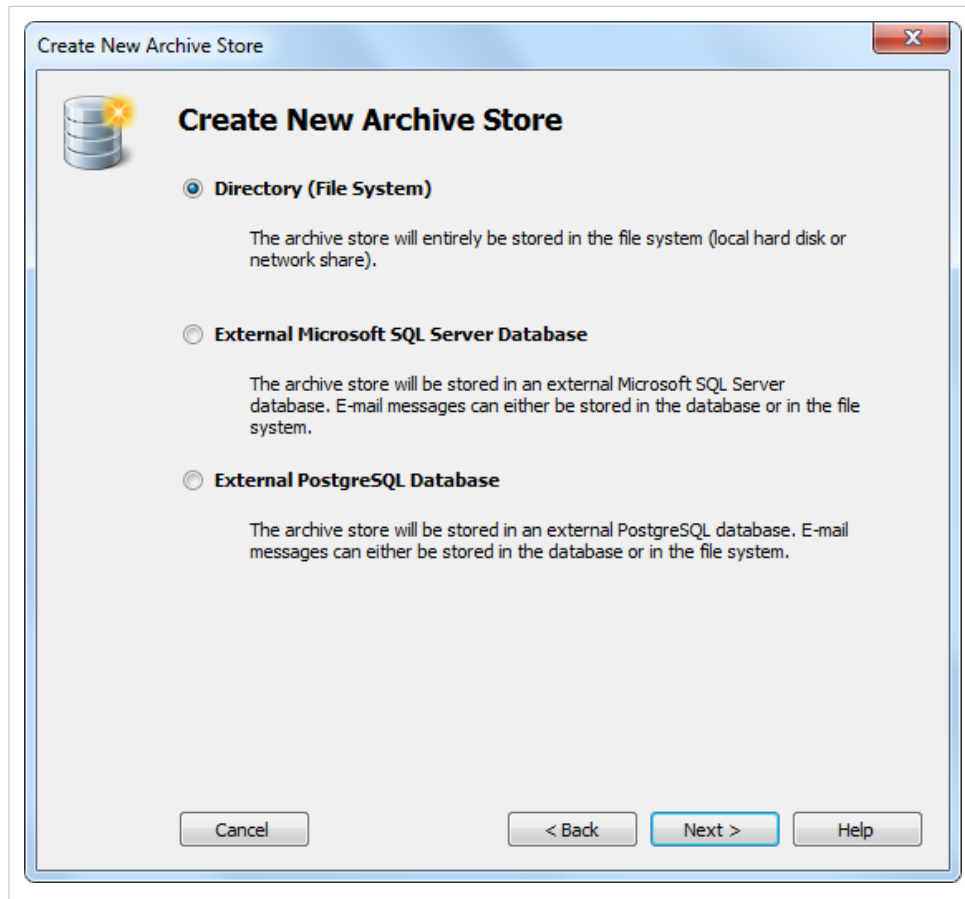 Create New Archive Store
Create New Archive Store
Directory (File System)
The archive store will entirely be stored in the file system (local hard disk or
network share).
External Microsoft SQL Server Database
The archive store will be stored in an external Microsoft SQL Server
database. E-mail messages can either be stored in the database or in the file
system.
External PostgreSQL Database
The archive store will be stored in an external PostgreSQL database. E-mail
messages can either be stored in the database or in the file system.
Cancel
< Back
Next >
Help